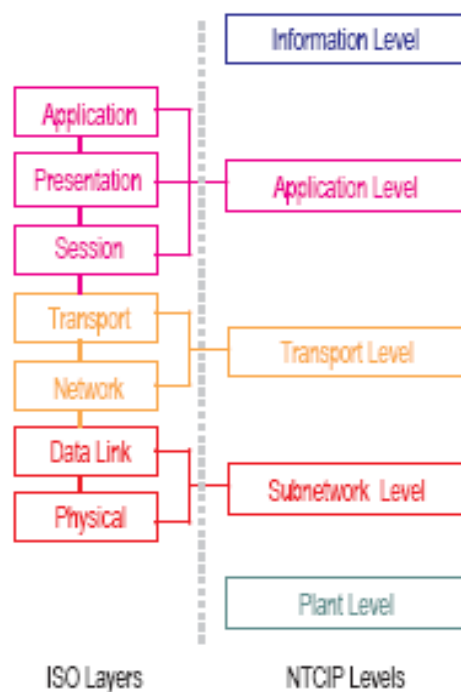 Information Level
Application
Presentation
Application Level
Session
Transport
Transport Level
Network
Data Link
Subnetwork Level
Physical
Plant Level
ISO Layers
NTCIP Levels